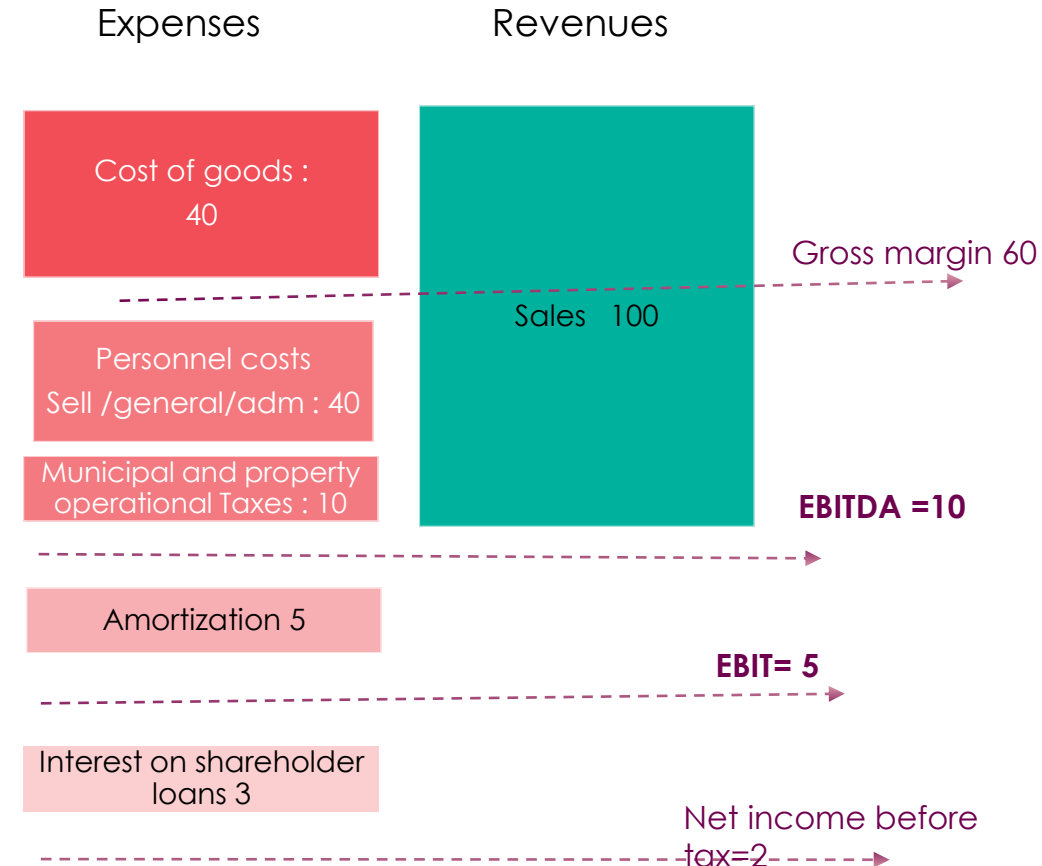 Expenses
Revenues
Cost of goods :
40
Gross margin 60
Sales 100
Personnel costs
Sell /general/adm : 40
Municipal and property
operational Taxes : 10
EBITDA =10
Amortization 5
EBIT= 5
Interest on shareholder
loans 3
Net income before
tax=2